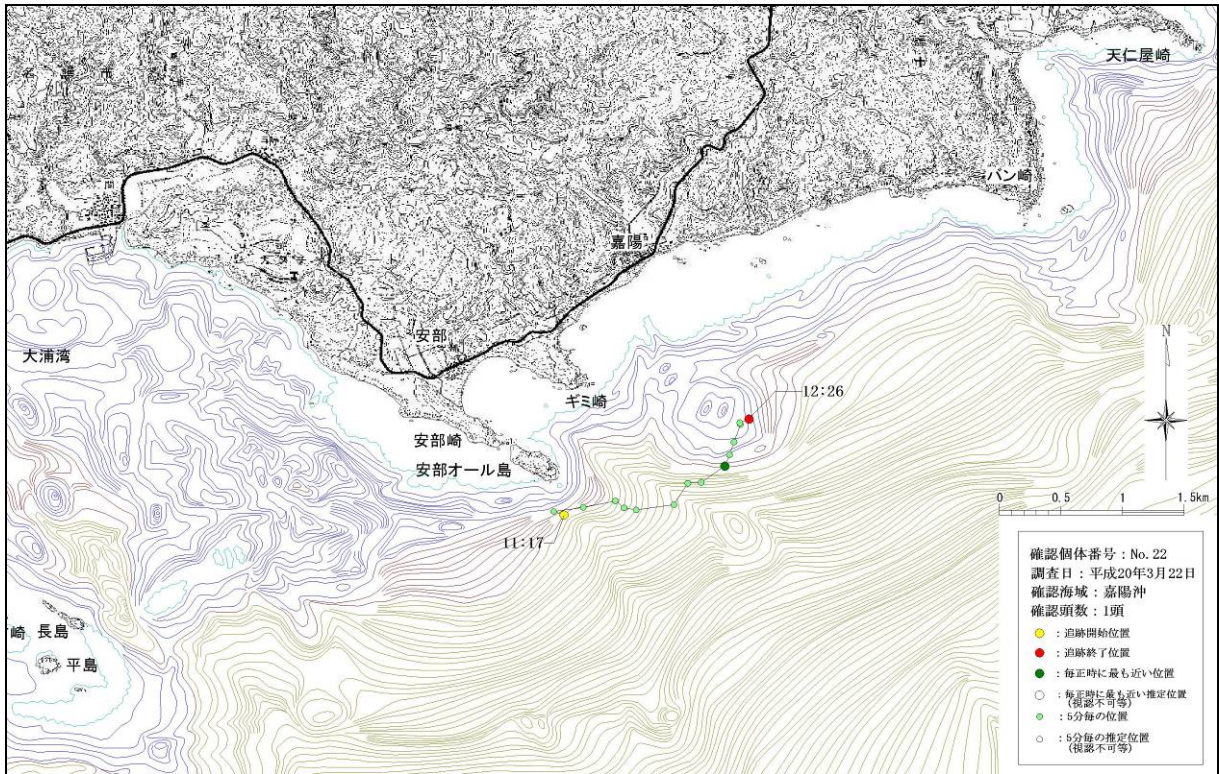 天仁屋崎
バン崎
嘉陽
安部
大浦湾
ギミ崎
12:26
安部崎
安部オール島
N
0 0.5 1 1.5km
11:17
長島
崎
平島
確認個体番号：No. 22
調査日：平成20年3月22日
確認海域：嘉陽沖
確認頭数：1頭
：追跡開始位置
：追跡終了位置
：毎正時に最も近い位置
：毎正時に最も近い推定位置
(視認不可等)
：5分毎の位置
：5分毎の推定位置
(視認不可等)